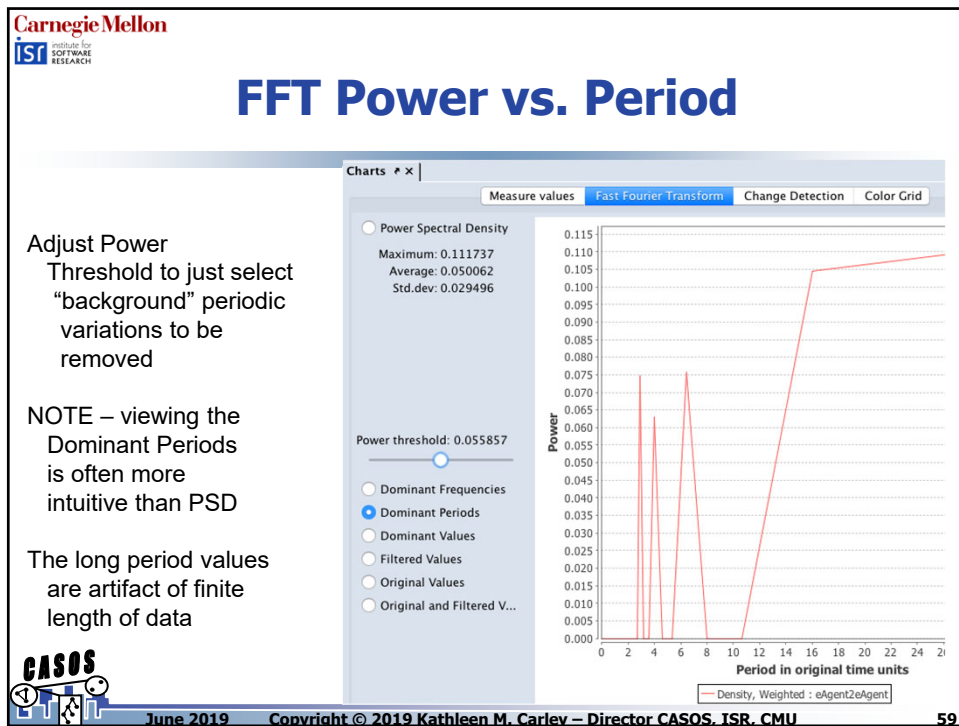 Carnegie Mellon
isr institute for
SOFTWARE
RESEARCH
FFT Power vs. Period
Adjust Power
Threshold to just select
“background” periodic
variations to be
removed
NOTE – viewing the
Dominant Periods
is often more
intuitive than PSD
The long period values
are artifact of finite
length of data
Charts
Measure values Fast Fourier Transform Change Detection Color Grid
Power Spectral Density
Maximum: 0.111737
Average: 0.050062
Std.dev: 0.029496
Power threshold: 0.055857
Dominant Frequencies
Dominant Periods
Dominant Values
Filtered Values
Original Values
Original and Filtered V...
0.115
0.110
0.105
0.100
0.095
0.090
0.085
0.080
0.075
0.070
0.065
0.060
0.055
0.050
0.045
0.040
0.035
0.030
0.025
0.020
0.015
0.010
0.005
0.000
Power
0 2 4 6 8 10 12 14 16 18 20 22 24
Period in original time units
Density, Weighted : eAgent2eAgent
CASOS
June 2019 Copyright © 2019 Kathleen M. Carley – Director CASOS, ISR, CMU 59